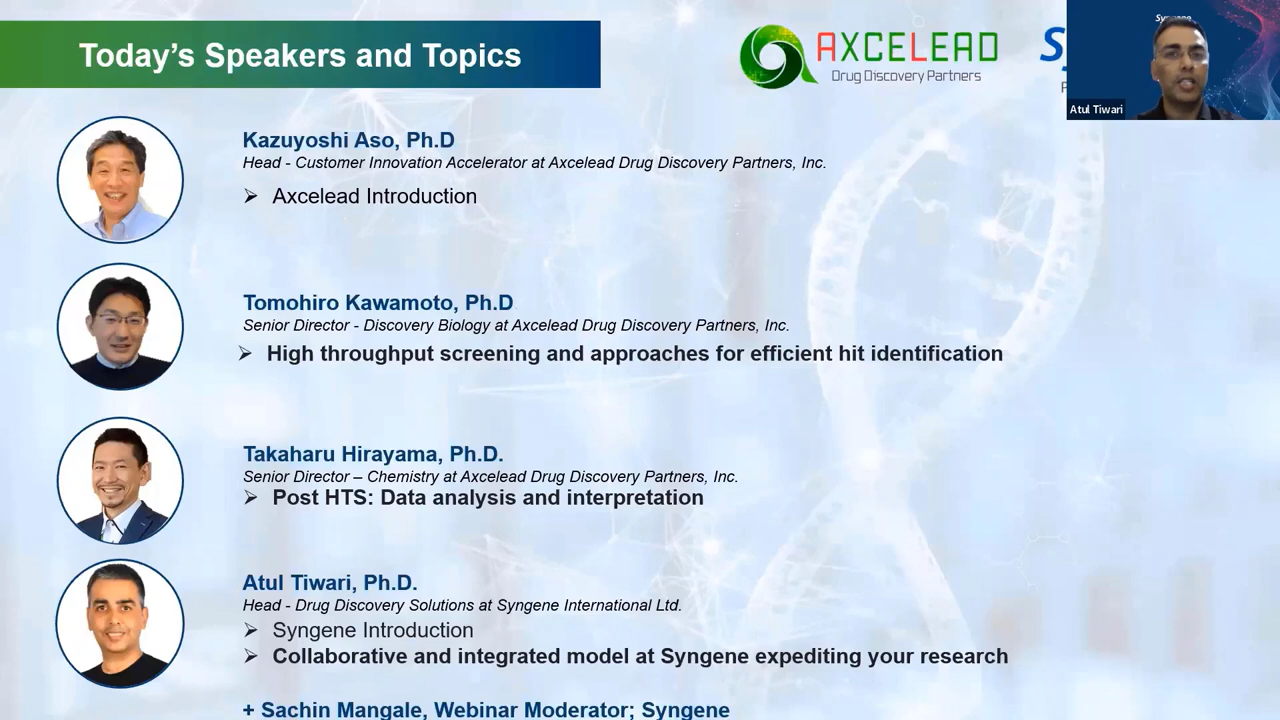 Today’s Speakers and Topics
AXCELEAD
Drug Discovery Partners
Atul Tiwari
Kazuyoshi Aso, Ph.D
Head - Customer Innovation Accelerator at Axcelead Drug Discovery Partners, Inc.
➢ Axcelead Introduction
Tomohiro Kawamoto, Ph.D
Senior Director - Discovery Biology at Axcelead Drug Discovery Partners, Inc.
➢ High throughput screening and approaches for efficient hit identification
Takaharu Hirayama, Ph.D.
Senior Director – Chemistry at Axcelead Drug Discovery Partners, Inc.
➢ Post HTS: Data analysis and interpretation
Atul Tiwari, Ph.D.
Head - Drug Discovery Solutions at Syngene International Ltd.
➢ Syngene Introduction
➢ Collaborative and integrated model at Syngene expediting your research
+ Sachin Mangale, Webinar Moderator; Syngene